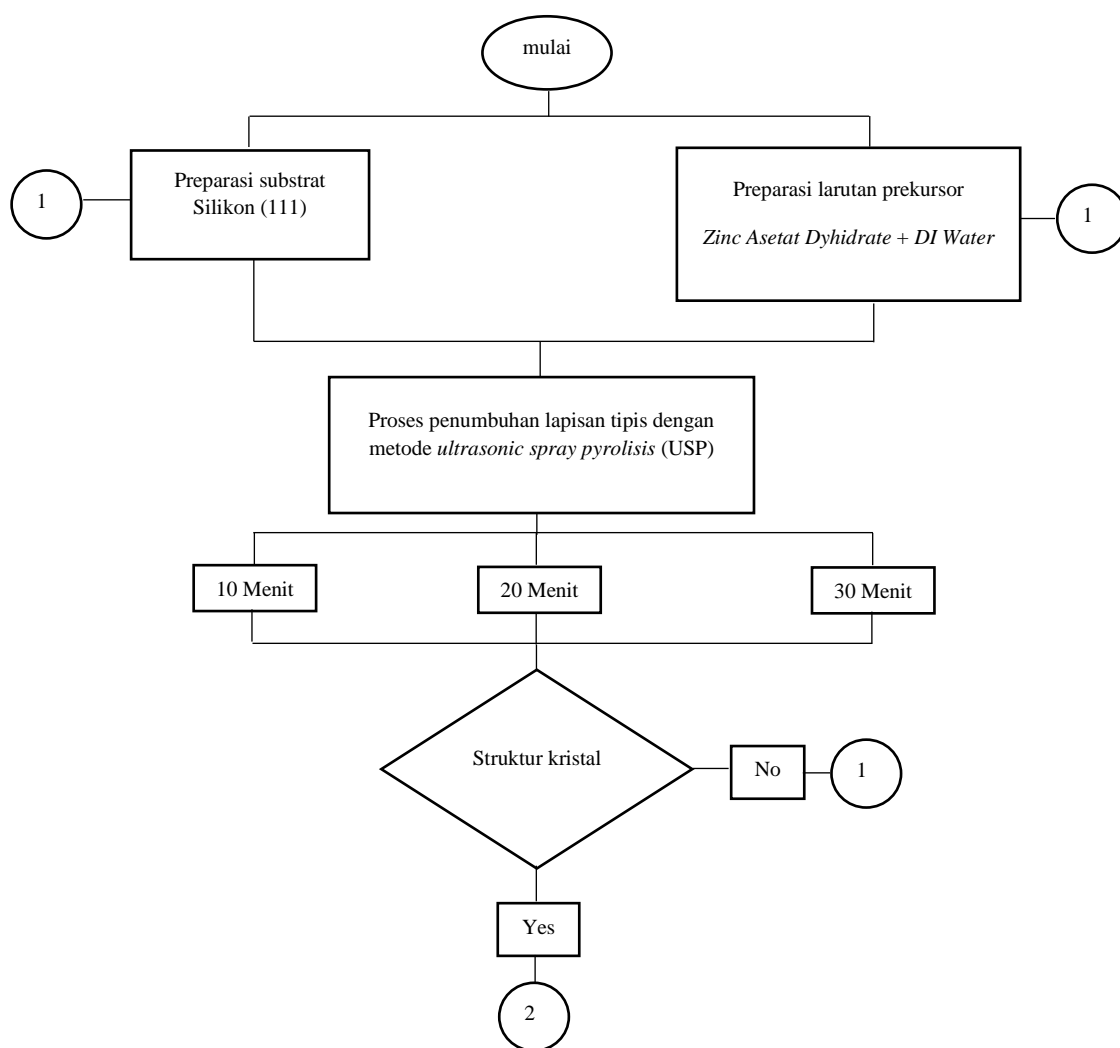 mulai
Preparasi substrat
Silikon (111)
1
Preparasi larutan prekursor
Zinc Asetat Dyhidrate + DI Water
1
Proses penumbuhan lapisan tipis dengan
metode ultrasonic spray pyrolisis (USP)
10 Menit
20 Menit
30 Menit
Struktur kristal
No
1
Yes
2